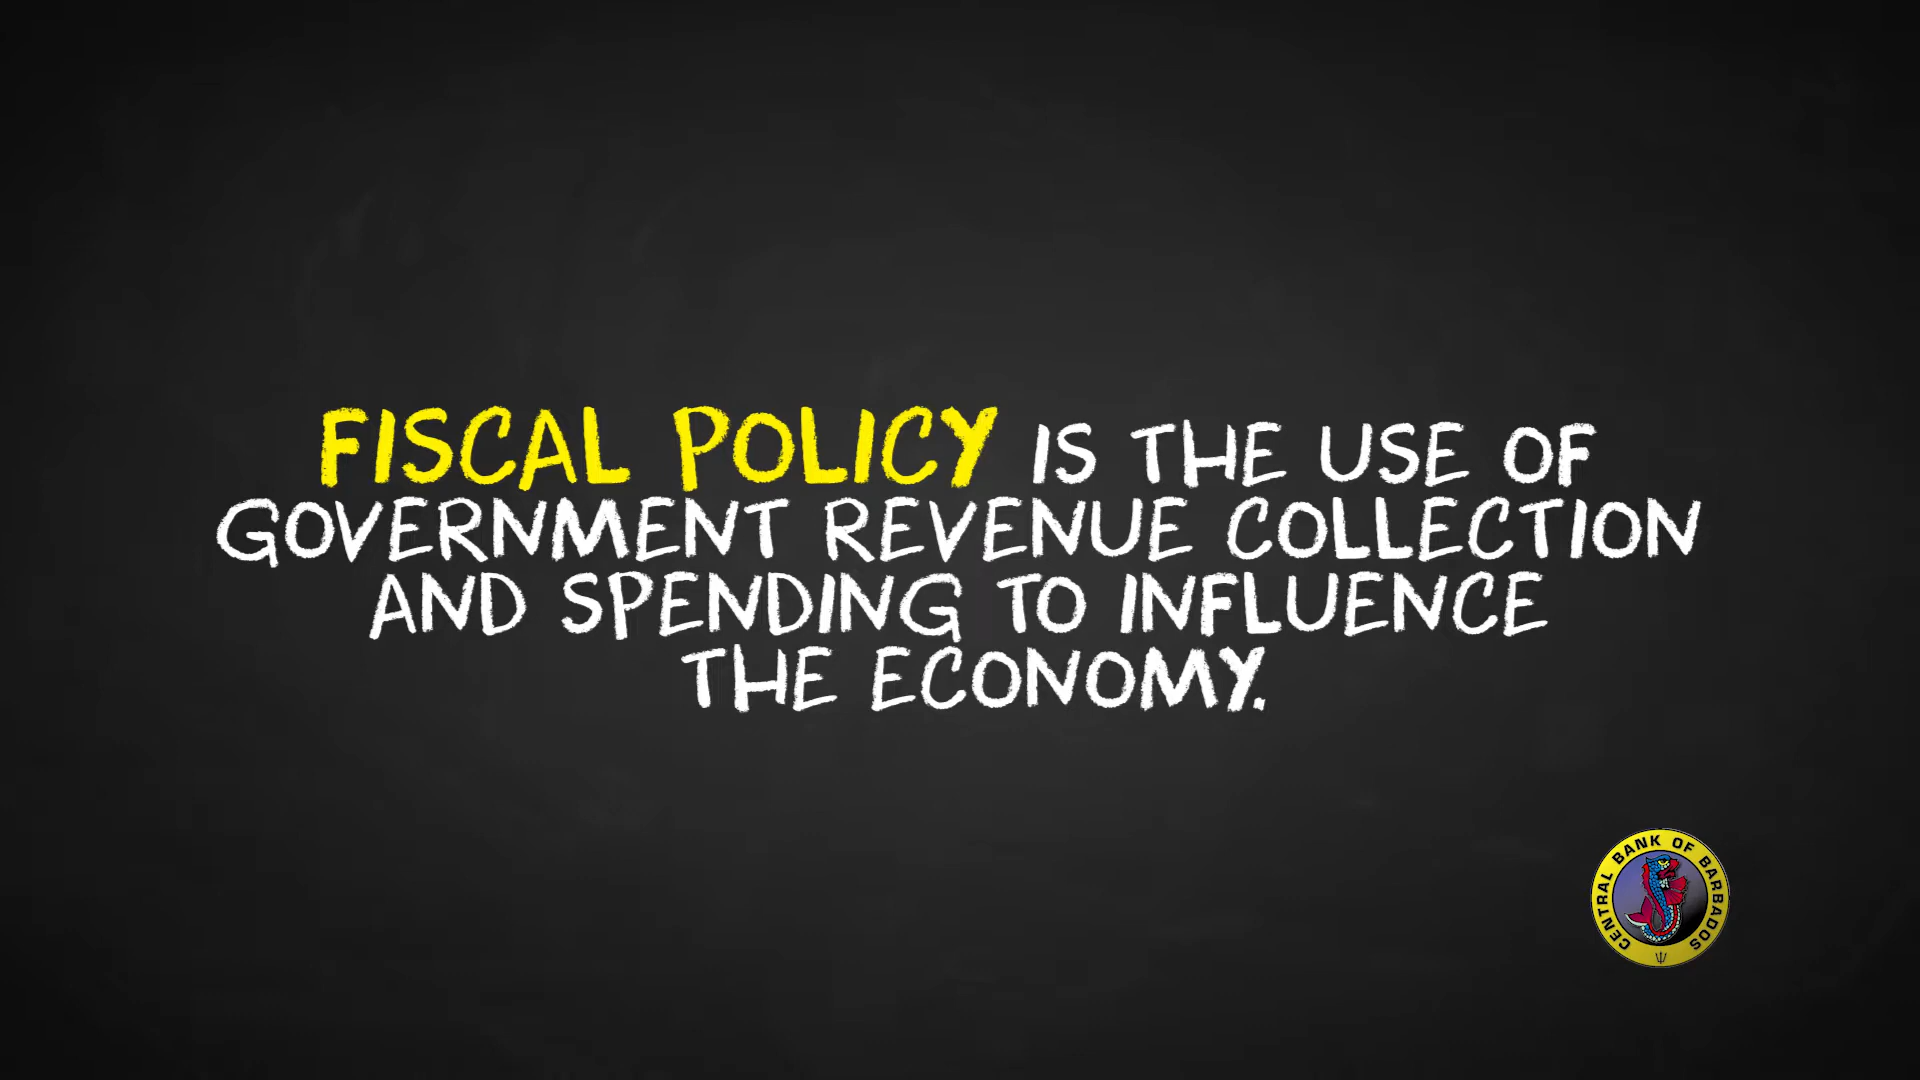 FISCAL POLICY IS THE USE OF
GOVERNMENT REVENUE COLLECTION
AND SPENDING TO INFLUENCE
THE ECONOMY.
CENTRAL BANK OF BARBADOS